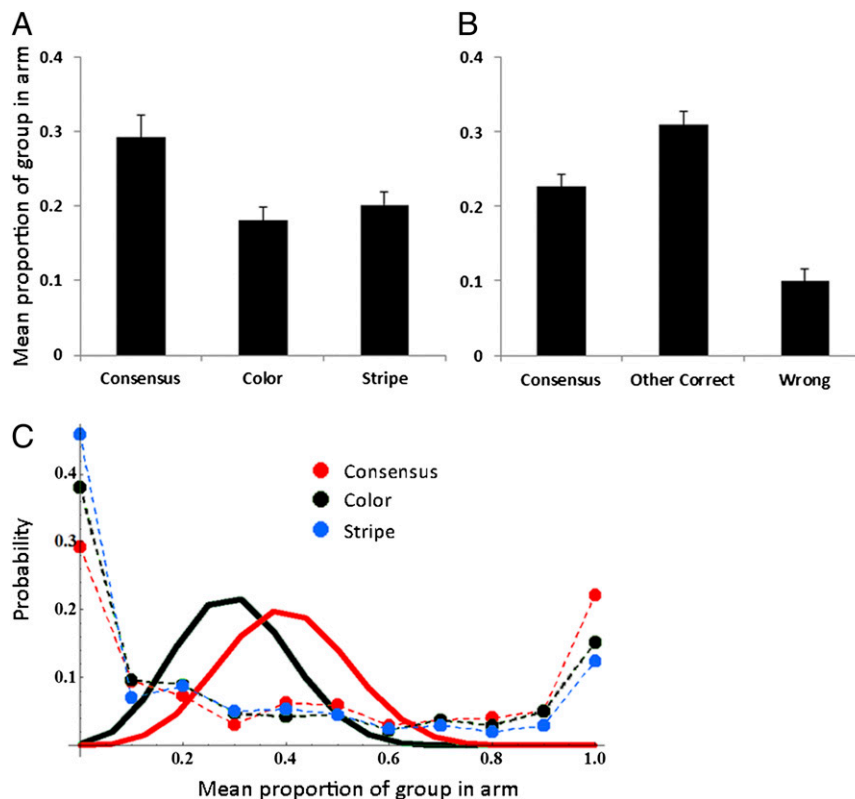 A
B
0.4
0.3
0.2
0.1
0
Mean proportion of group in arm
Consensus Color Stripe
0.4
0.3
0.2
0.1
0
Consensus Other Correct Wrong
C
Probability
0.4
0.3
0.2
0.1
Consensus
Color
Stripe
0.2 0.4 0.6 0.8 1.0
Mean proportion of group in arm